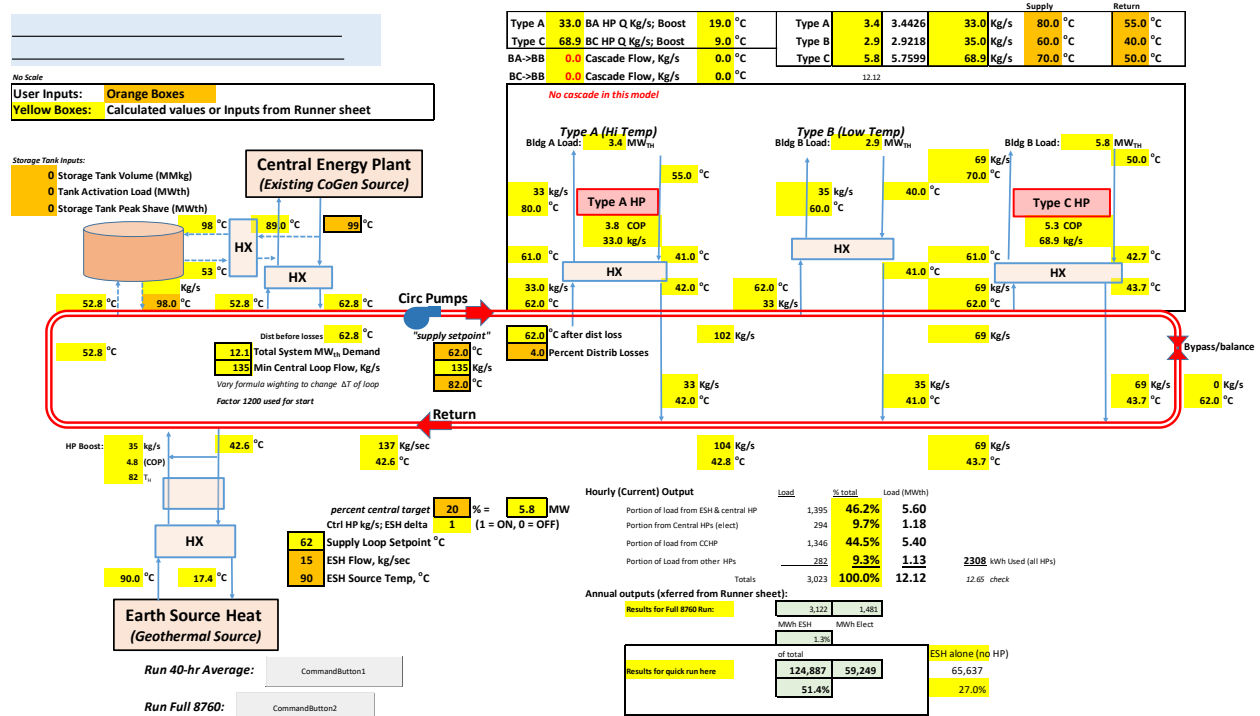 Supply Return
Type A 33.0 BA HP Q Kg/s; Boost 19.0 °C Type A 3.4 3.4426 33.0 Kg/s 80.0 °C 55.0 °C
Type C 68.9 BC HP Q Kg/s; Boost 9.0 °C Type B 2.9 2.9218 35.0 Kg/s 60.0 °C 40.0 °C
BA->BB 0.0 Cascade Flow, Kg/s 0.0 °C Type C 5.8 5.7599 68.9 Kg/s 70.0 °C 50.0 °C
BC->BB 0.0 Cascade Flow, Kg/s 0.0 °C 12.12
No Scale
User Inputs: Orange Boxes
Yellow Boxes: Calculated values or Inputs from Runner sheet
No cascade in this model
Type A (Hi Temp) Type B (Low Temp)
Bldg A Load: 3.4 MWTH Bldg B Load: 2.9 MWTH Bldg B Load: 5.8 MWTH
Storage Tank Inputs:
0 Storage Tank Volume (MMkg)
0 Tank Activation Load (MWth)
0 Storage Tank Peak Shave (MWth)
Central Energy Plant
(Existing CoGen Source)
55.0 °C 69 Kg/s 50.0 °C
70.0 °C
33 kg/s Type A HP 35 kg/s 40.0 °C Type C HP
80.0 °C 60.0 °C
3.8 COP 5.3 COP
33.0 kg/s 68.9 kg/s
98 °C 89.0 °C 99 °C
HX
HX
53 °C
Kg/s
61.0 °C 41.0 °C HX 61.0 °C 42.7 °C
HX 41.0 °C HX
33.0 kg/s 42.0 °C 62.0 °C 69 kg/s 43.7 °C
62.0 °C 33 Kg/s 62.0 °C
52.8 °C 98.0 °C 52.8 °C 62.8 °C Circ Pumps
Dist before losses 62.8 °C "supply setpoint" 62.0 °C after dist loss 102 Kg/s 69 Kg/s
52.8 °C 12.1 Total System MWth Demand 62.0 °C 4.0 Percent Distrib Losses Bypass/balance
135 Min Central Loop Flow, Kg/s 135 Kg/s
Vary formula wighting to change ΔT of loop 82.0 °C
Factor 1200 used for start
33 Kg/s 35 Kg/s 69 Kg/s 0 Kg/s
42.0 °C 41.0 °C 43.7 °C 62.0 °C
Return
HP Boost: 35 kg/s 42.6 °C 137 Kg/sec 104 Kg/s 69 Kg/s
4.8 (COP) 42.6 °C 42.8 °C 43.7 °C
82 TH
HX
90.0 °C 17.4 °C
Earth Source Heat
(Geothermal Source)
percent central target 20 % = 5.8 MW
Ctrl HP kg/s; ESH delta 1 (1 = ON, 0 = OFF)
62 Supply Loop Setpoint °C
15 ESH Flow, kg/sec
90 ESH Source Temp, °C
Hourly (Current) Output Load % total Load (MWth)
Portion of load from ESH & central HP 1,395 46.2% 5.60
Portion from Central HPs (elect) 294 9.7% 1.18
Portion of load from CCHP 1,346 44.5% 5.40
Portion of Load from other HPs 282 9.3% 1.13 2308 kWh Used (all HPs)
Totals 3,023 100.0% 12.12 12.65 check
Annual outputs (xferred from Runner sheet):
Results for Full 8760 Run: 3,122 1,481
MWh ESH MWh Elect
1.3%
of total ESH alone (no HP)
Results for quick run here 124,887 59,249 65,637
51.4% 27.0%
Run 40-hr Average: CommandButton1
Run Full 8760: CommandButton2